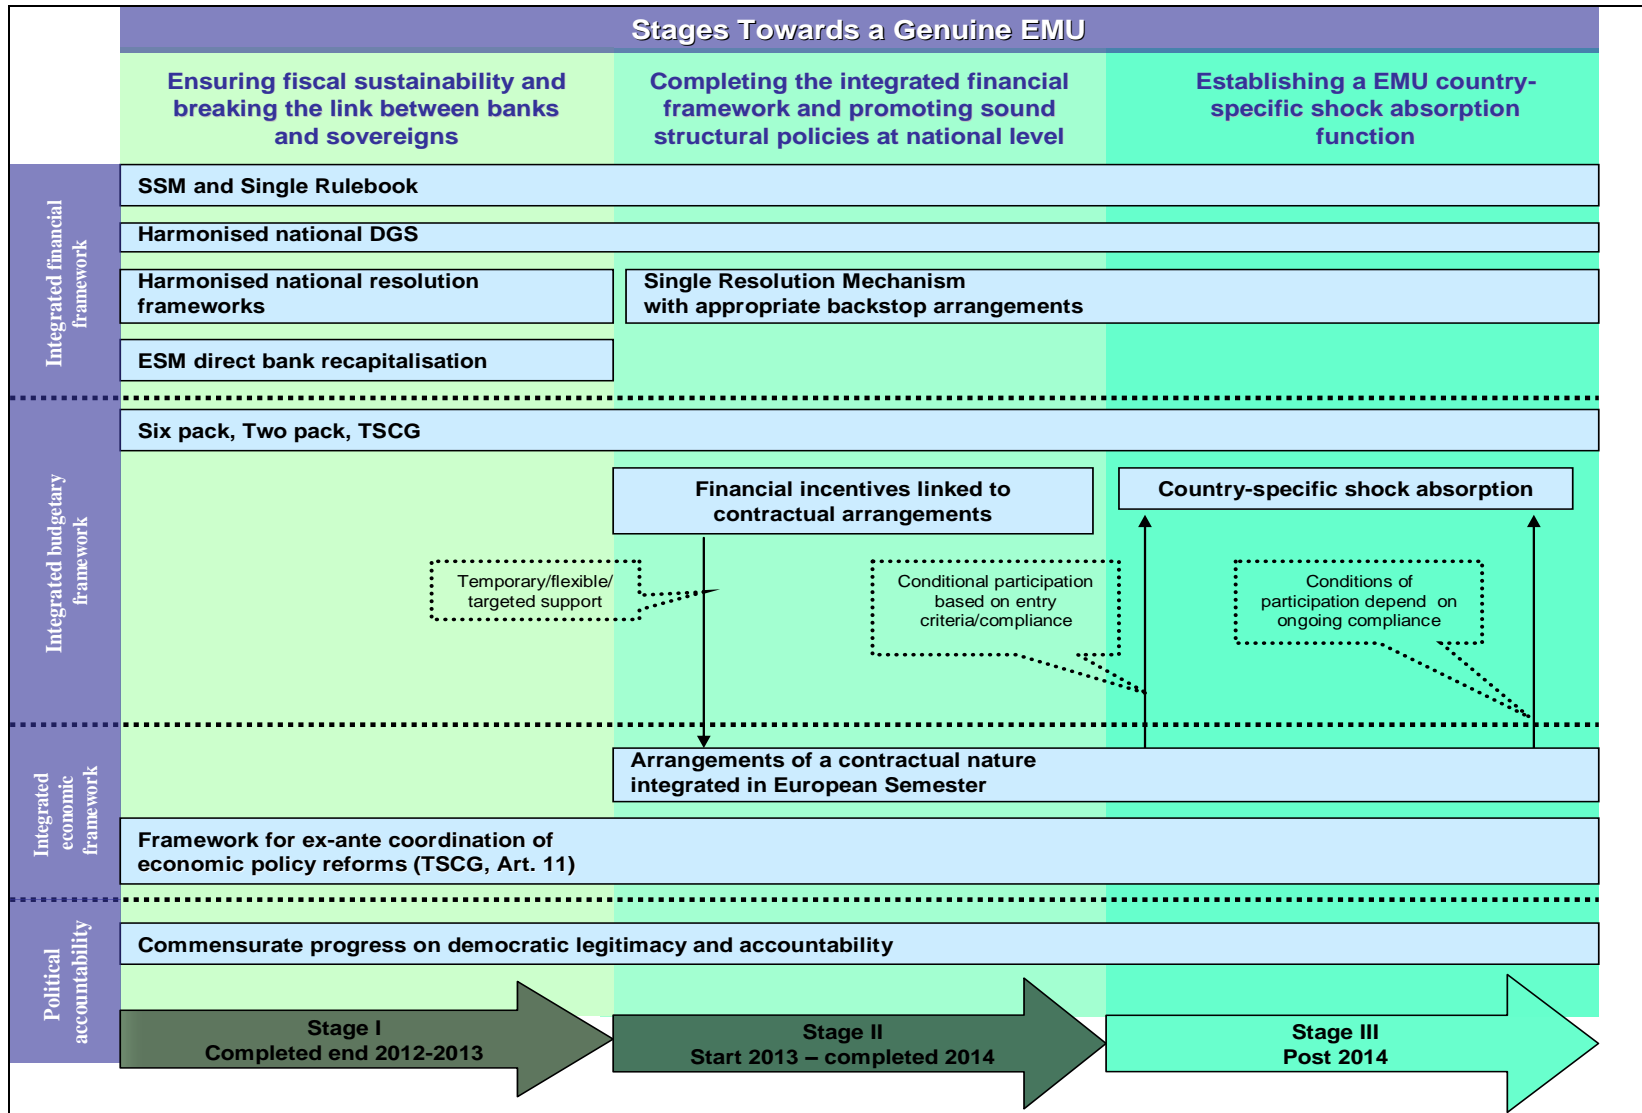 Stages Towards a Genuine EMU
Ensuring fiscal sustainability and
breaking the link between banks
and sovereigns
Completing the integrated financial
framework and promoting sound
structural policies at national level
Establishing a EMU country-
specific shock absorption
function
Integrated financial
framework
SSM and Single Rulebook
Harmonised national DGS
Harmonised national resolution
frameworks
Single Resolution Mechanism
with appropriate backstop arrangements
ESM direct bank recapitalisation
Integrated budgetary
framework
Six pack, Two pack, TSCG
Financial incentives linked to
contractual arrangements
Country-specific shock absorption
Temporary/flexible/
targeted support
Conditional participation
based on entry
criteria/compliance
Conditions of
participation depend on
ongoing compliance
Integrated
economic
framework
Arrangements of a contractual nature
integrated in European Semester
Framework for ex-ante coordination of
economic policy reforms (TSCG, Art. 11)
Political
accountability
Commensurate progress on democratic legitimacy and accountability
Stage I
Completed end 2012-2013
Stage II
Start 2013 – completed 2014
Stage III
Post 2014